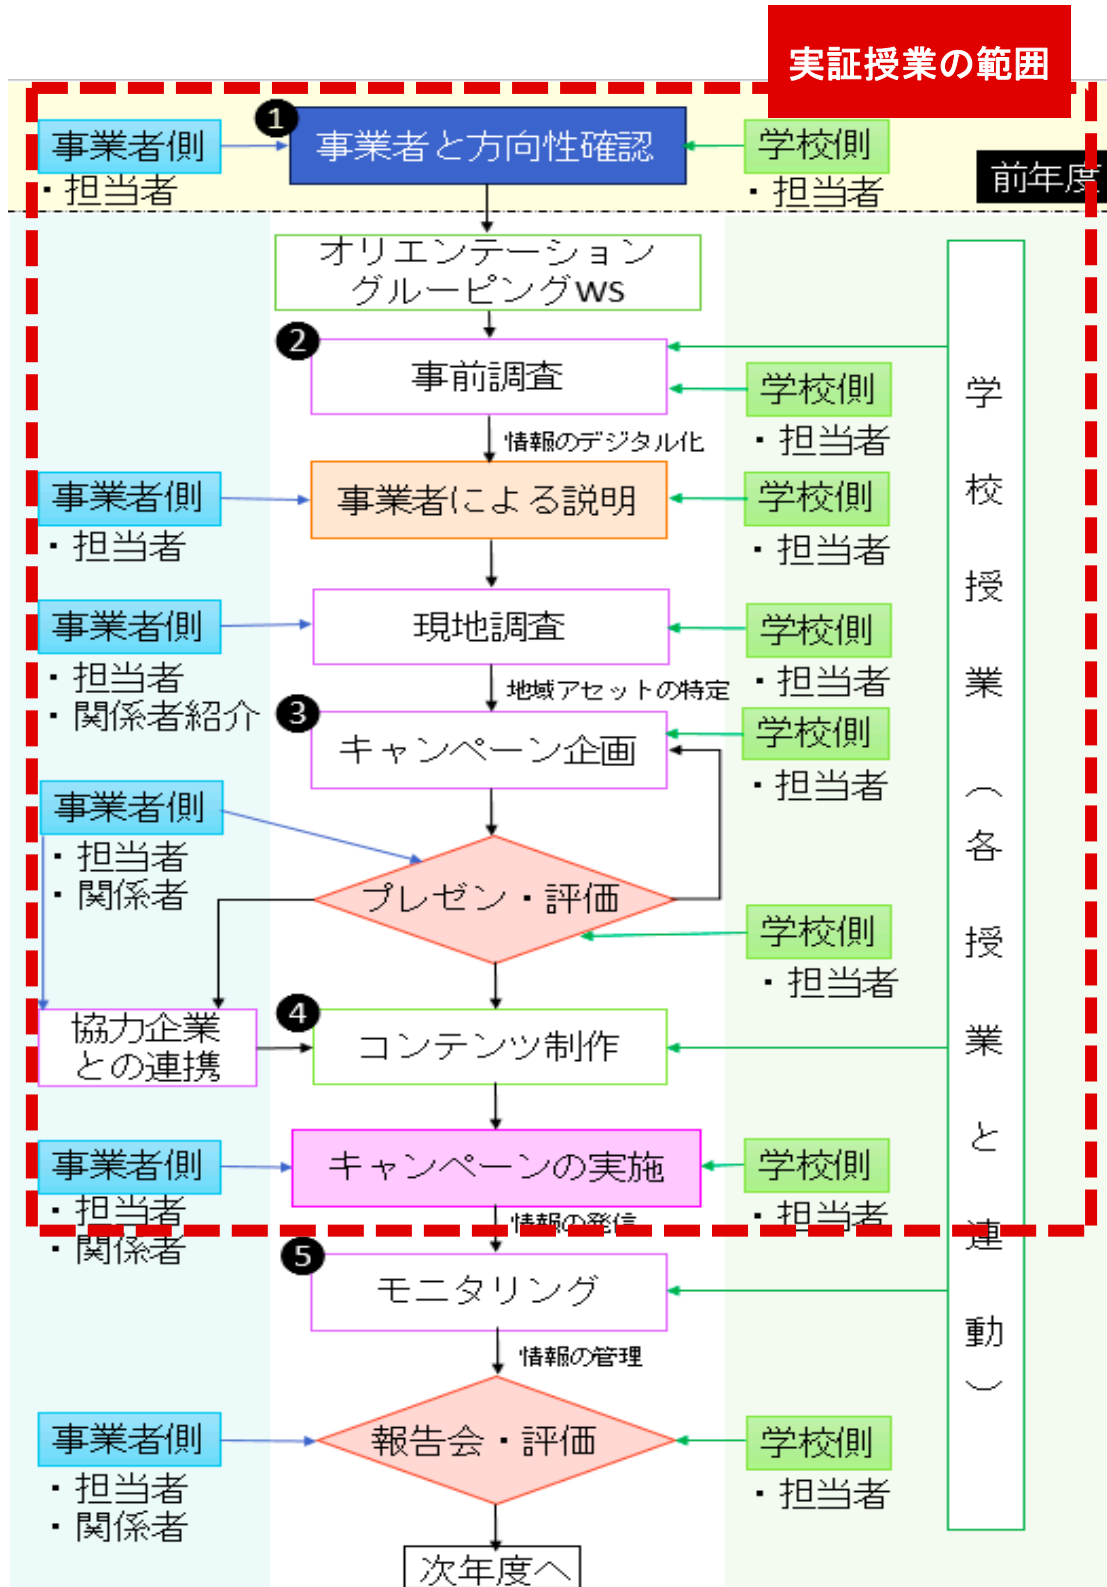 実証授業の範囲
1
事業者側
・担当者
事業者と方向性確認
学校側
・担当者
前年度
オリエンテーション
グルーピングWS
2
事前調査
学校側
・担当者
情報のデジタル化
事業者側
・担当者
事業者による説明
学校側
・担当者
事業者側
・担当者
・関係者紹介
現地調査
学校側
・担当者
地域アセットの特定
3
キャンペーン企画
学校側
・担当者
事業者側
・担当者
・関係者
プレゼン・評価
学校側
・担当者
協力企業
との連携
4
コンテンツ制作
事業者側
・担当者
・関係者
キャンペーンの実施
学校側
・担当者
情報の発信
5
モニタリング
情報の管理
事業者側
・担当者
・関係者
報告会・評価
学校側
・担当者
次年度へ
学校授業（各授業と連動）